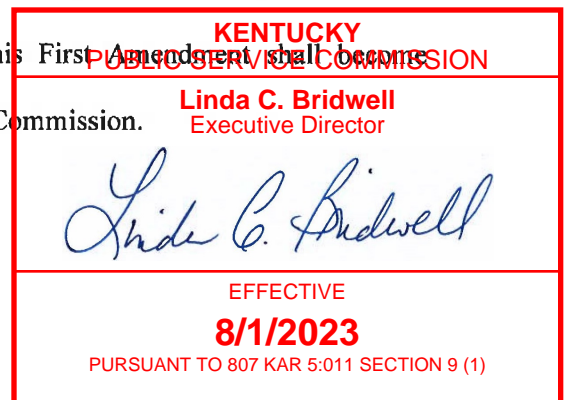 KENTUCKY
his First Amendment shall become
PUBLIC SERVICE COMMISSION
Linda C. Bridwell
Commission.
Executive Director
Linda C. Bridwell
EFFECTIVE
8/1/2023
PURSUANT TO 807 KAR 5:011 SECTION 9 (1)